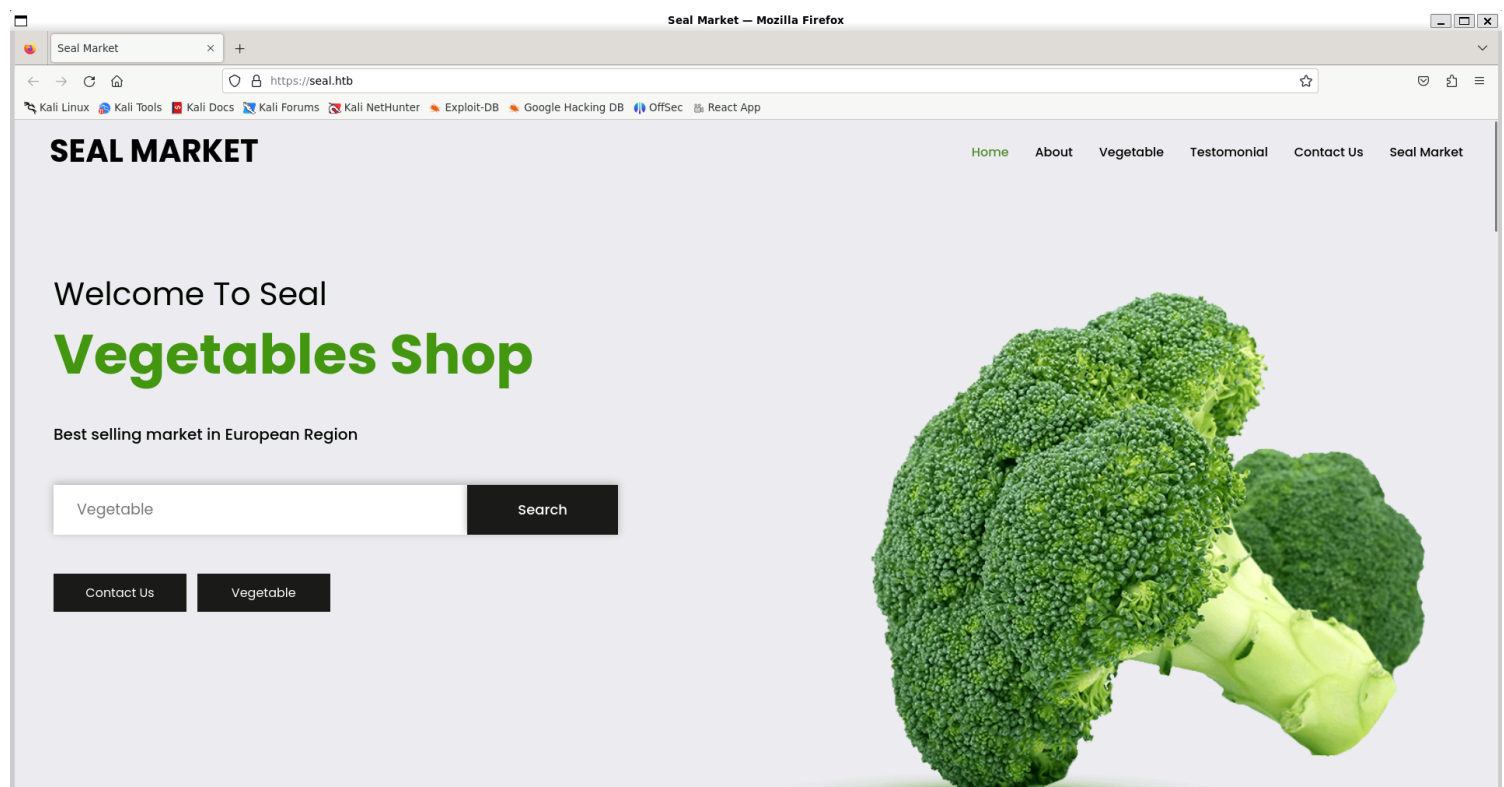 Seal Market — Mozilla Firefox
Seal Market
https://seal.htb
Kali Linux Kali Tools Kali Docs Kali Forums Kali NetHunter Exploit-DB Google Hacking DB OffSec React App
SEAL MARKET
Home About Vegetable Testomonial Contact Us Seal Market
Welcome To Seal
Vegetables Shop
Best selling market in European Region
Vegetable Search
Contact Us Vegetable